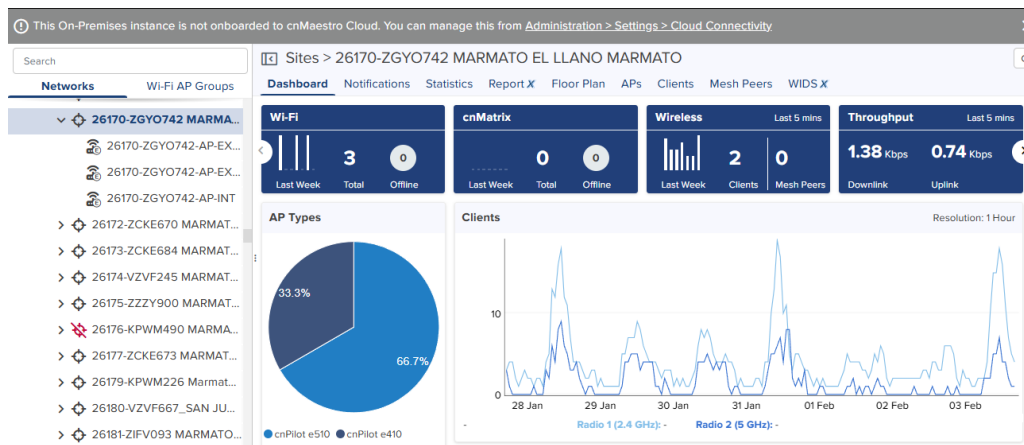 This On-Premises instance is not onboarded to cnMaestro Cloud. You can manage this from Administration > Settings > Cloud Connectivity
Search
Networks
Wi-Fi AP Groups
26170-ZGYO742 MARMA...
26170-ZGYO742-AP-EX...
26170-ZGYO742-AP-EX...
26170-ZGYO742-AP-INT
26172-ZCKE670 MARMAT...
26173-ZCKE684 MARMAT...
26174-VZVF245 MARMAT...
26175-ZZZY900 MARMAT...
26176-KPWM490 MARMA...
26177-ZCKE673 MARMAT...
26179-KPWM226 Marmat...
26180-VZVF667_SAN JU...
26181-ZIFV093 MARMATO...
Sites > 26170-ZGYO742 MARMATO EL LLANO MARMATO
Dashboard Notifications Statistics Report X Floor Plan APs Clients Mesh Peers WIDS X
Wi-Fi
3
0
Last Week Total Offline
cnMatrix
0
0
Last Week Total Offline
Wireless Last 5 mins
2
0
Last Week Clients Mesh Peers
Throughput Last 5 mins
1.38 Kbps 0.74 Kbps
Downlink Uplink
AP Types
33.3%
66.7%
cnPilot e510 cnPilot e410
Clients Resolution: 1 Hour
10
0
28 Jan 29 Jan 30 Jan 31 Jan 01 Feb 02 Feb 03 Feb
- Radio 1 (2.4 GHz): - Radio 2 (5 GHz): -